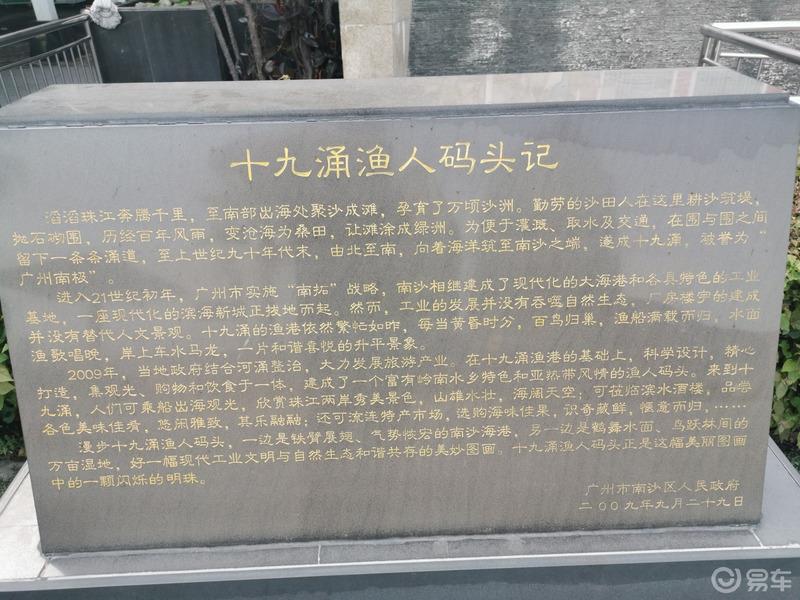 十九涌渔人码头记
滔滔珠江奔腾千里，至南部出海处聚沙成滩，孕育了万顷沙洲。勤劳的沙田人在这里耕沙筑堤，
抛石砌围，历经百年风雨，变沧海为桑田，让滩涂成绿洲。为便于灌溉、取水及交通，在围与围之间
留下一条条涌道，至上世纪九十年代末，由北至南，向着海洋筑至南沙之端，遂成十九涌，被誉为“
广州南极”。
进入21世纪初年，广州市实施“南拓”战略，南沙相继建成了现代化的大海港和各具特色的工业
基地，一座现代化的滨海新城正拔地而起。然而，工业的发展并没有吞噬自然生态，厂房楼宇的建成
并没有替代人文景观。十九涌的渔港依然繁忙如昨，每当黄昏时分，百鸟归巢，渔船满载而归，水面
渔歌唱晚，岸上车水马龙，一片和谐喜悦的升平景象。
2009年，当地政府结合河涌整治，大力发展旅游产业。在十九涌渔港的基础上，科学设计，精心
打造，集观光、购物和饮食于一体，建成了一个富有岭南水乡特色和亚热带风情的渔人码头。来到十
九涌，人们可乘船出海观光，欣赏珠江两岸秀美景色，山雄水壮，海阔天空；可莅临滨水酒楼，品尝
各色美味佳肴，悠闲雅致，其乐融融；还可流连特产市场，选购海味佳果，识奇藏鲜，惬意而归，……
漫步十九涌渔人码头，一边是铁臂展翅、气势恢宏的南沙海港，另一边是鹤舞水面、鸟跃林间的
万亩湿地，好一幅现代工业文明与自然生态和谐共存的美妙图画。十九涌渔人码头正是这幅美丽图画
中的一颗闪烁的明珠。
广州市南沙区人民政府
二00九年九月二十九日
易车